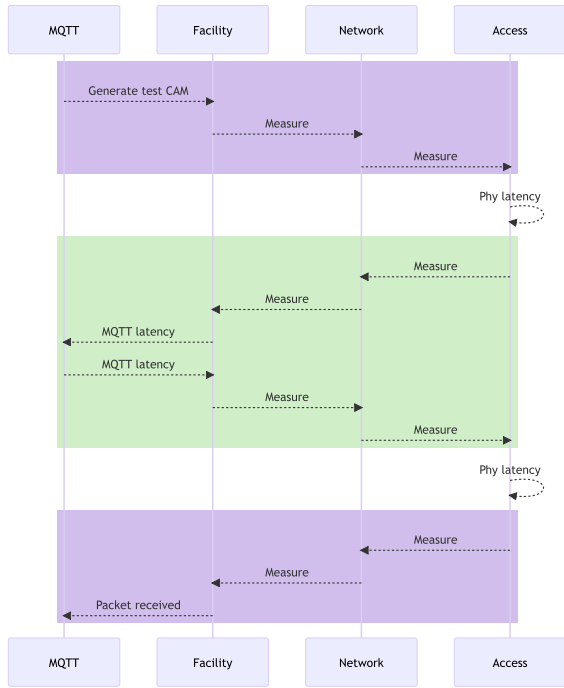 MQTT Facility Network Access
Generate test CAM
Measure
Measure
Phy latency
Measure
Measure
MQTT latency
MQTT latency
Measure
Measure
Phy latency
Measure
Measure
Packet received
MQTT Facility Network Access